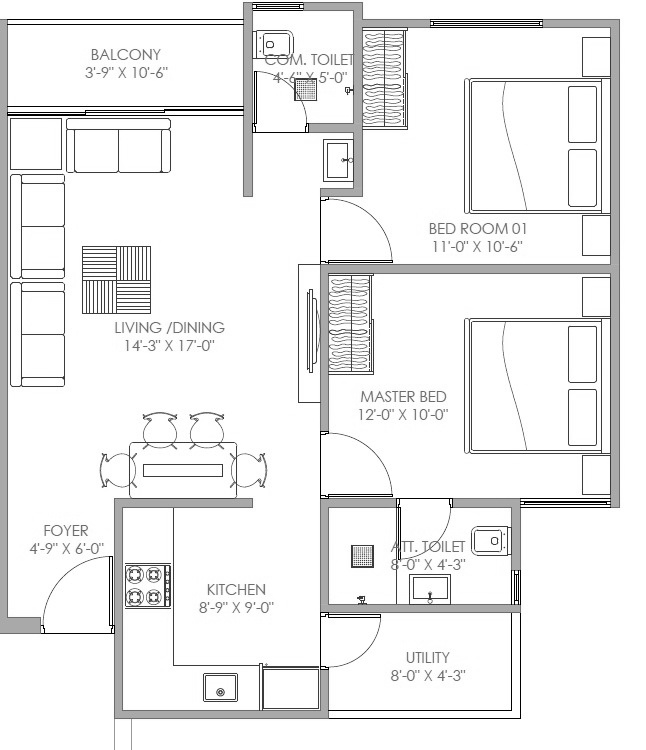 BALCONY
3'-9" X 10'-6"
COM. TOILET
4'-6" X 5'-0"
BED ROOM 01
11'-0" X 10'-6"
LIVING /DINING
14'-3" X 17'-0"
MASTER BED
12'-0" X 10'-0"
FOYER
4'-9" X 6'-0"
ATT. TOILET
8'-0" X 4'-3"
KITCHEN
8'-9" X 9'-0"
UTILITY
8'-0" X 4'-3"